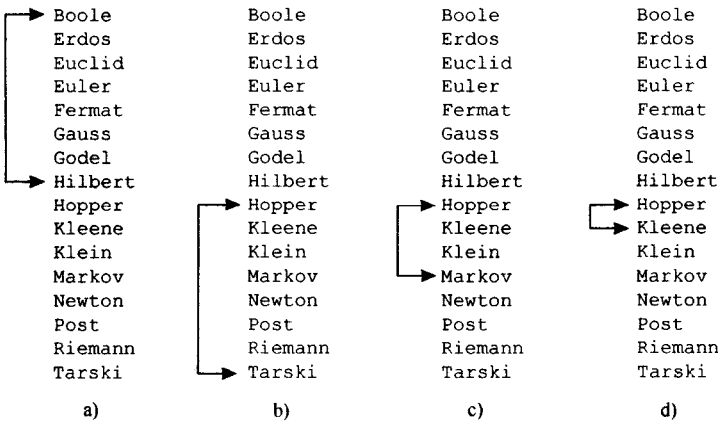 Boole Boole Boole Boole
Erdos Erdos Erdos Erdos
Euclid Euclid Euclid Euclid
Euler Euler Euler Euler
Fermat Fermat Fermat Fermat
Gauss Gauss Gauss Gauss
Godel Godel Godel Godel
Hilbert Hilbert Hilbert Hilbert
Hopper Hopper Hopper Hopper
Kleene Kleene Kleene Kleene
Klein Klein Klein Klein
Markov Markov Markov Markov
Newton Newton Newton Newton
Post Post Post Post
Riemann Riemann Riemann Riemann
Tarski Tarski Tarski Tarski
a) b) c) d)